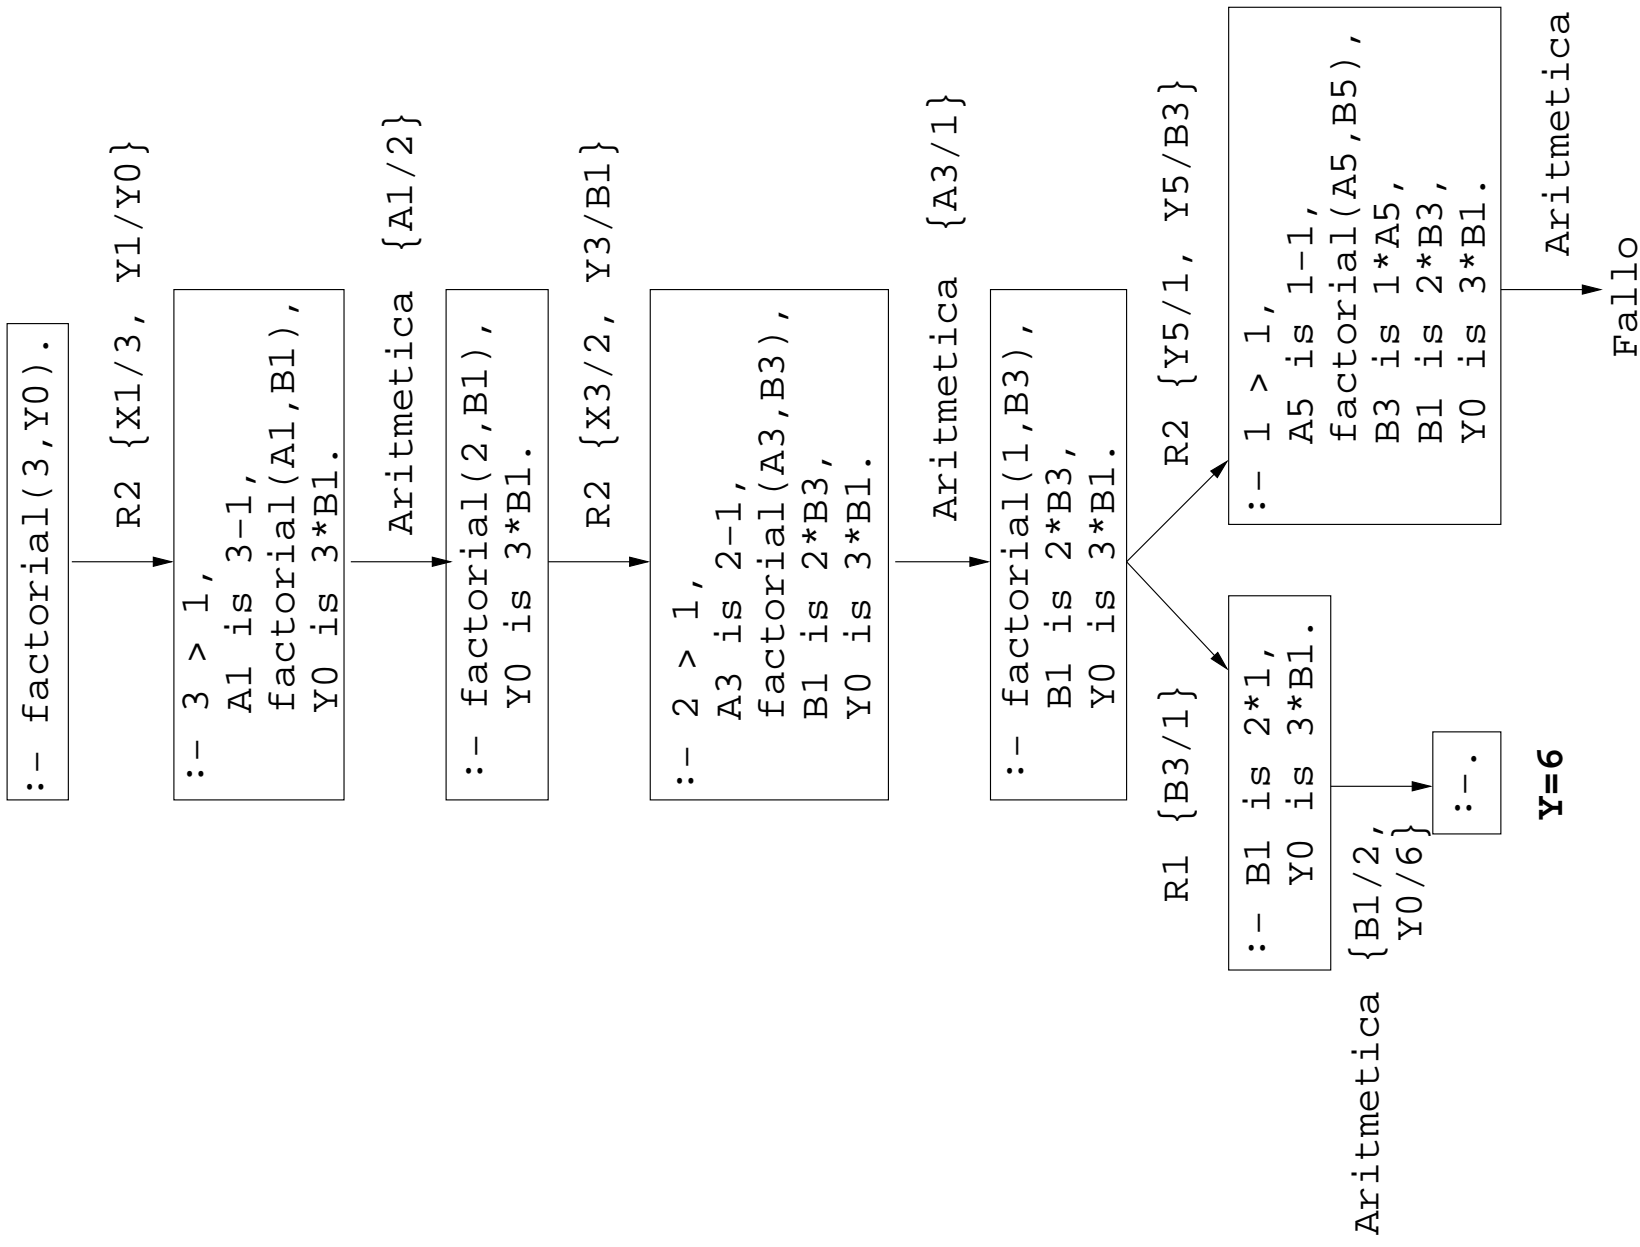 :- factorial(3,Y0).
R2 {X1/3, Y1/Y0}
:- 3 > 1,
A1 is 3-1,
factorial(A1,B1),
Y0 is 3*B1.
Aritmetica {A1/2}
:- factorial(2,B1),
Y0 is 3*B1.
R2 {X3/2, Y3/B1}
:- 2 > 1,
A3 is 2-1,
factorial(A3,B3),
B1 is 2*B3,
Y0 is 3*B1.
Aritmetica {A3/1}
:- factorial(1,B3),
B1 is 2*B3,
Y0 is 3*B1.
R1 {B3/1}
:- B1 is 2*1,
Y0 is 3*B1.
Aritmetica {B1/2,
Y0/6}
:-.
Y=6
R2 {Y5/1, Y5/B3}
:- 1 > 1,
A5 is 1-1,
factorial(A5,B5),
B3 is 1*A5,
B1 is 2*B3,
Y0 is 3*B1.
Aritmetica
Fallo